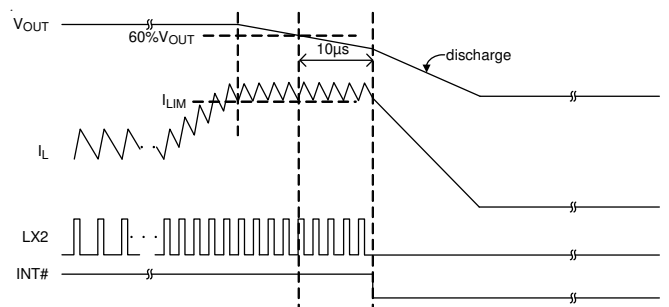 VOUT
60%VOUT
10µs
discharge
ILIM
IL
LX2
INT#